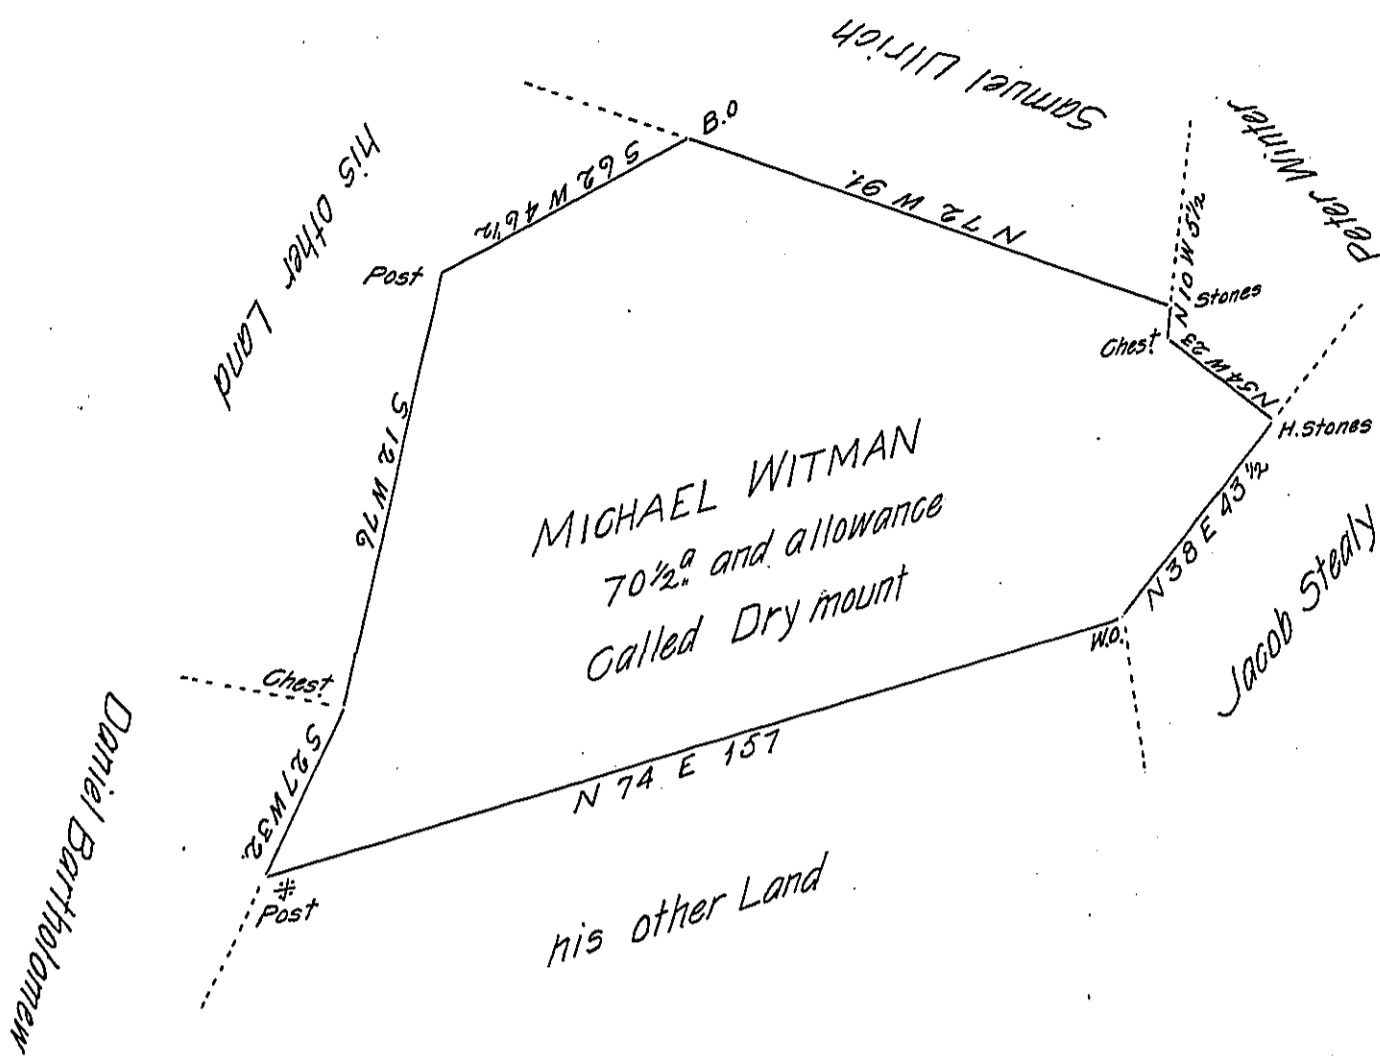 Samuel Ulrich
Peter Winter
B.O
S 62 W 46½
N 72 W 91.
his other Land
N 10 W 5½
Stones
Post
Chest.
N 54 W 23
H. Stones
S 12 W 76
MICHAEL WITMAN
70½ a and allowance
Called Dry mount
N 38 E 43½
Jacob Stealy
W.O.
Chest
S 27 W 32.
N 74 E 157
Post
Daniel Bartholomew
his other Land